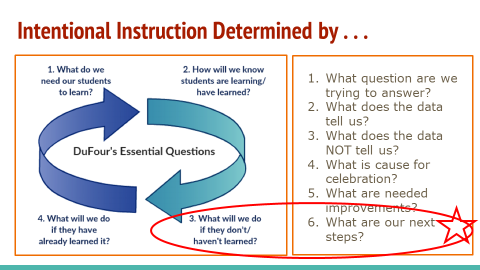 Intentional Instruction Determined by . . .
1. What do we
need our students
to learn?
2. How will we know
students are learning/
have learned?
DuFour's Essential Questions
4. What will we do
if they have
already learned it?
3. What will we do
if they don't/
haven't learned?
1. What question are we
trying to answer?
2. What does the data
tell us?
3. What does the data
NOT tell us?
4. What is cause for
celebration?
5. What are needed
improvements?
6. What are our next
steps?